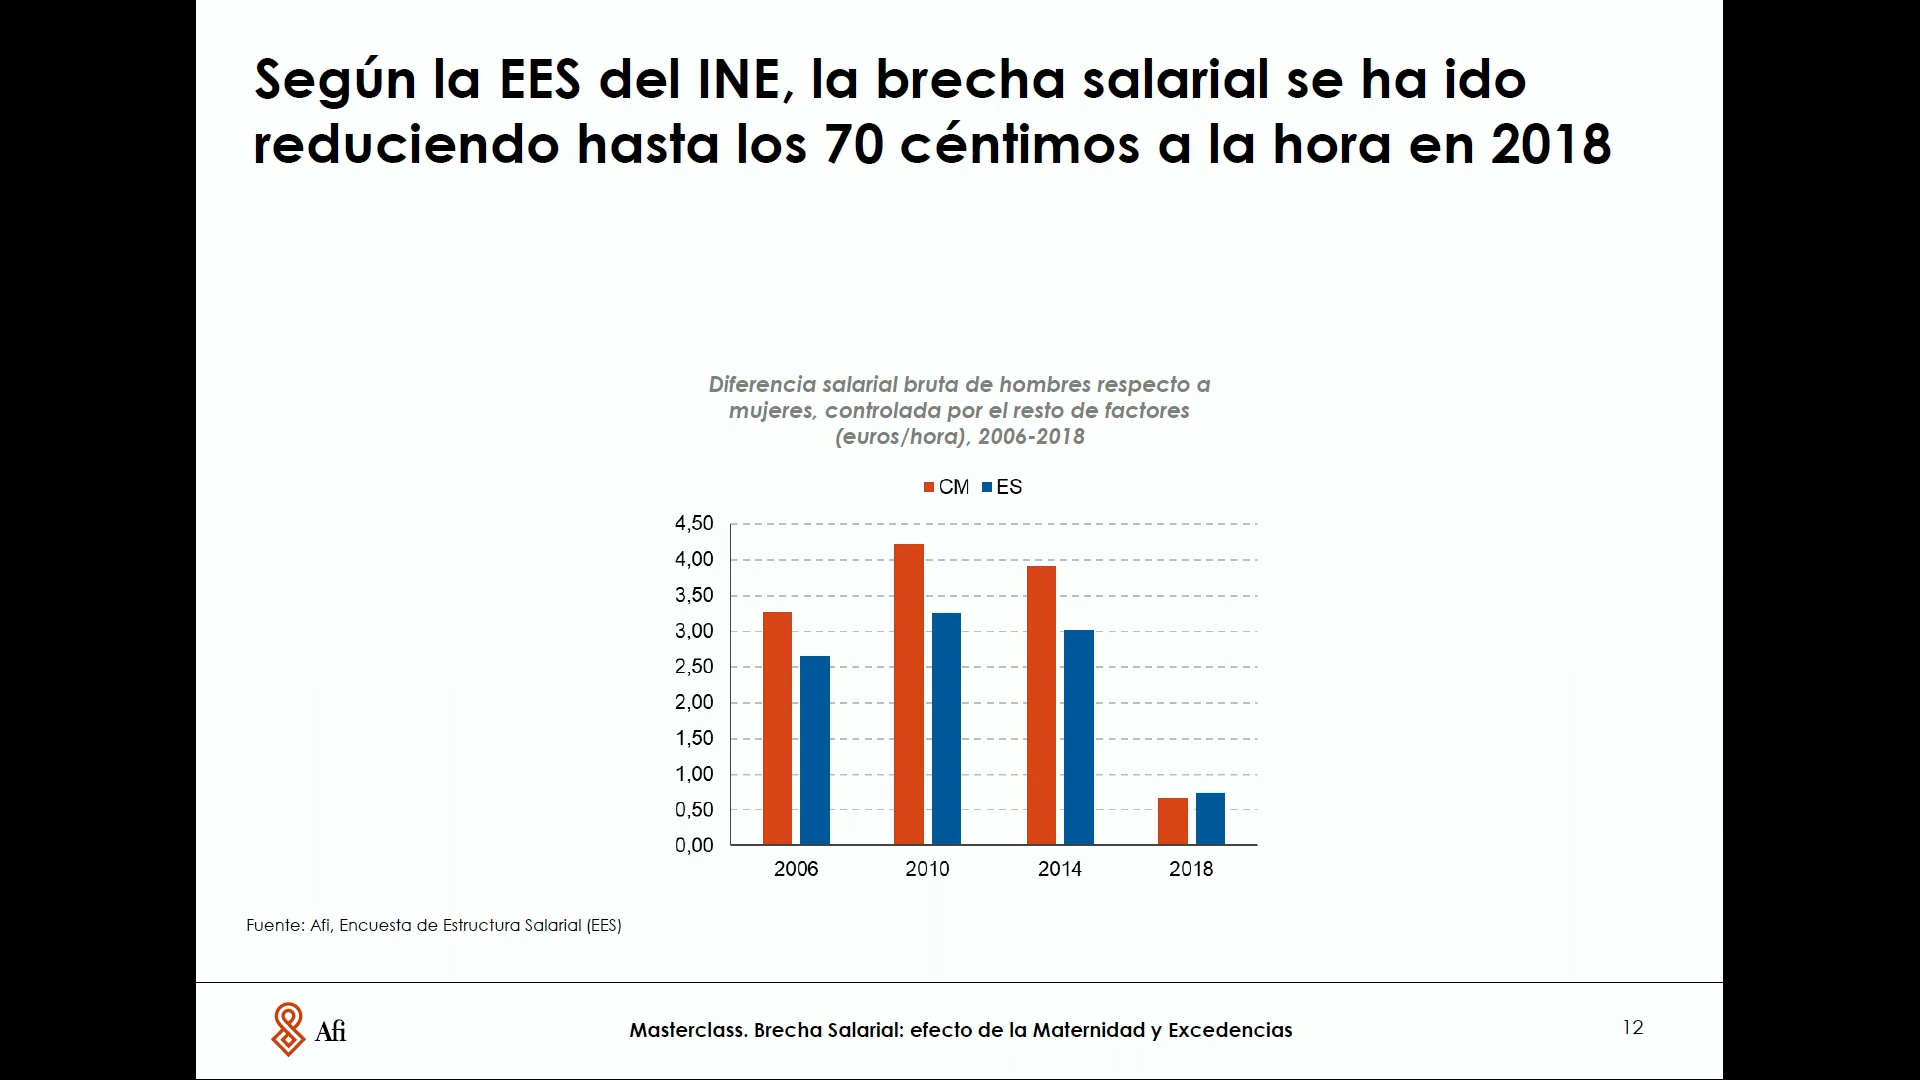 Según la EES del INE, la brecha salarial se ha ido
reduciendo hasta los 70 céntimos a la hora en 2018
Diferencia salarial bruta de hombres respecto a
mujeres, controlada por el resto de factores
(euros/hora), 2006-2018
CM ES
4,50
4,00
3,50
3,00
2,50
2,00
1,50
1,00
0,50
0,00
2006 2010 2014 2018
Fuente: Afi, Encuesta de Estructura Salarial (EES)
Afi
Masterclass. Brecha Salarial: efecto de la Maternidad y Excedencias
12